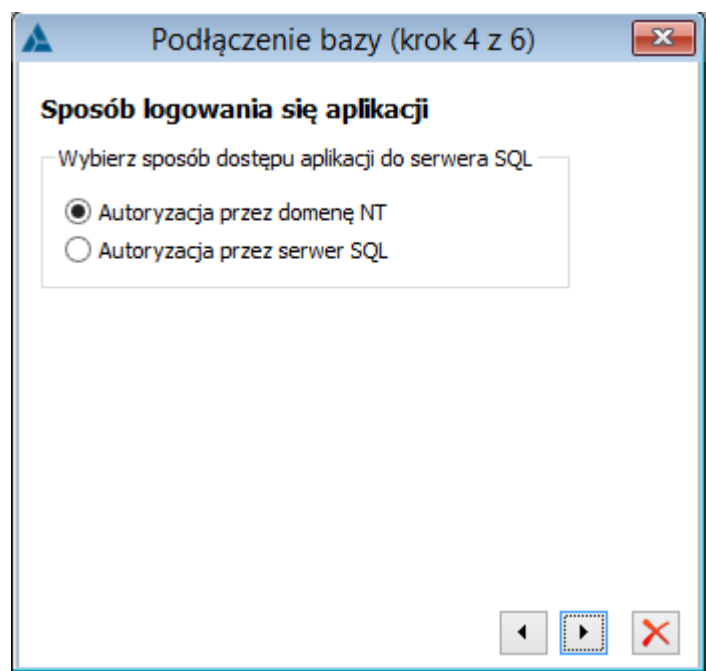 Podłączenie bazy (krok 4 z 6)
Sposób logowania się aplikacji
Wybierz sposób dostępu aplikacji do serwera SQL
Autoryzacja przez domenę NT
Autoryzacja przez serwer SQL